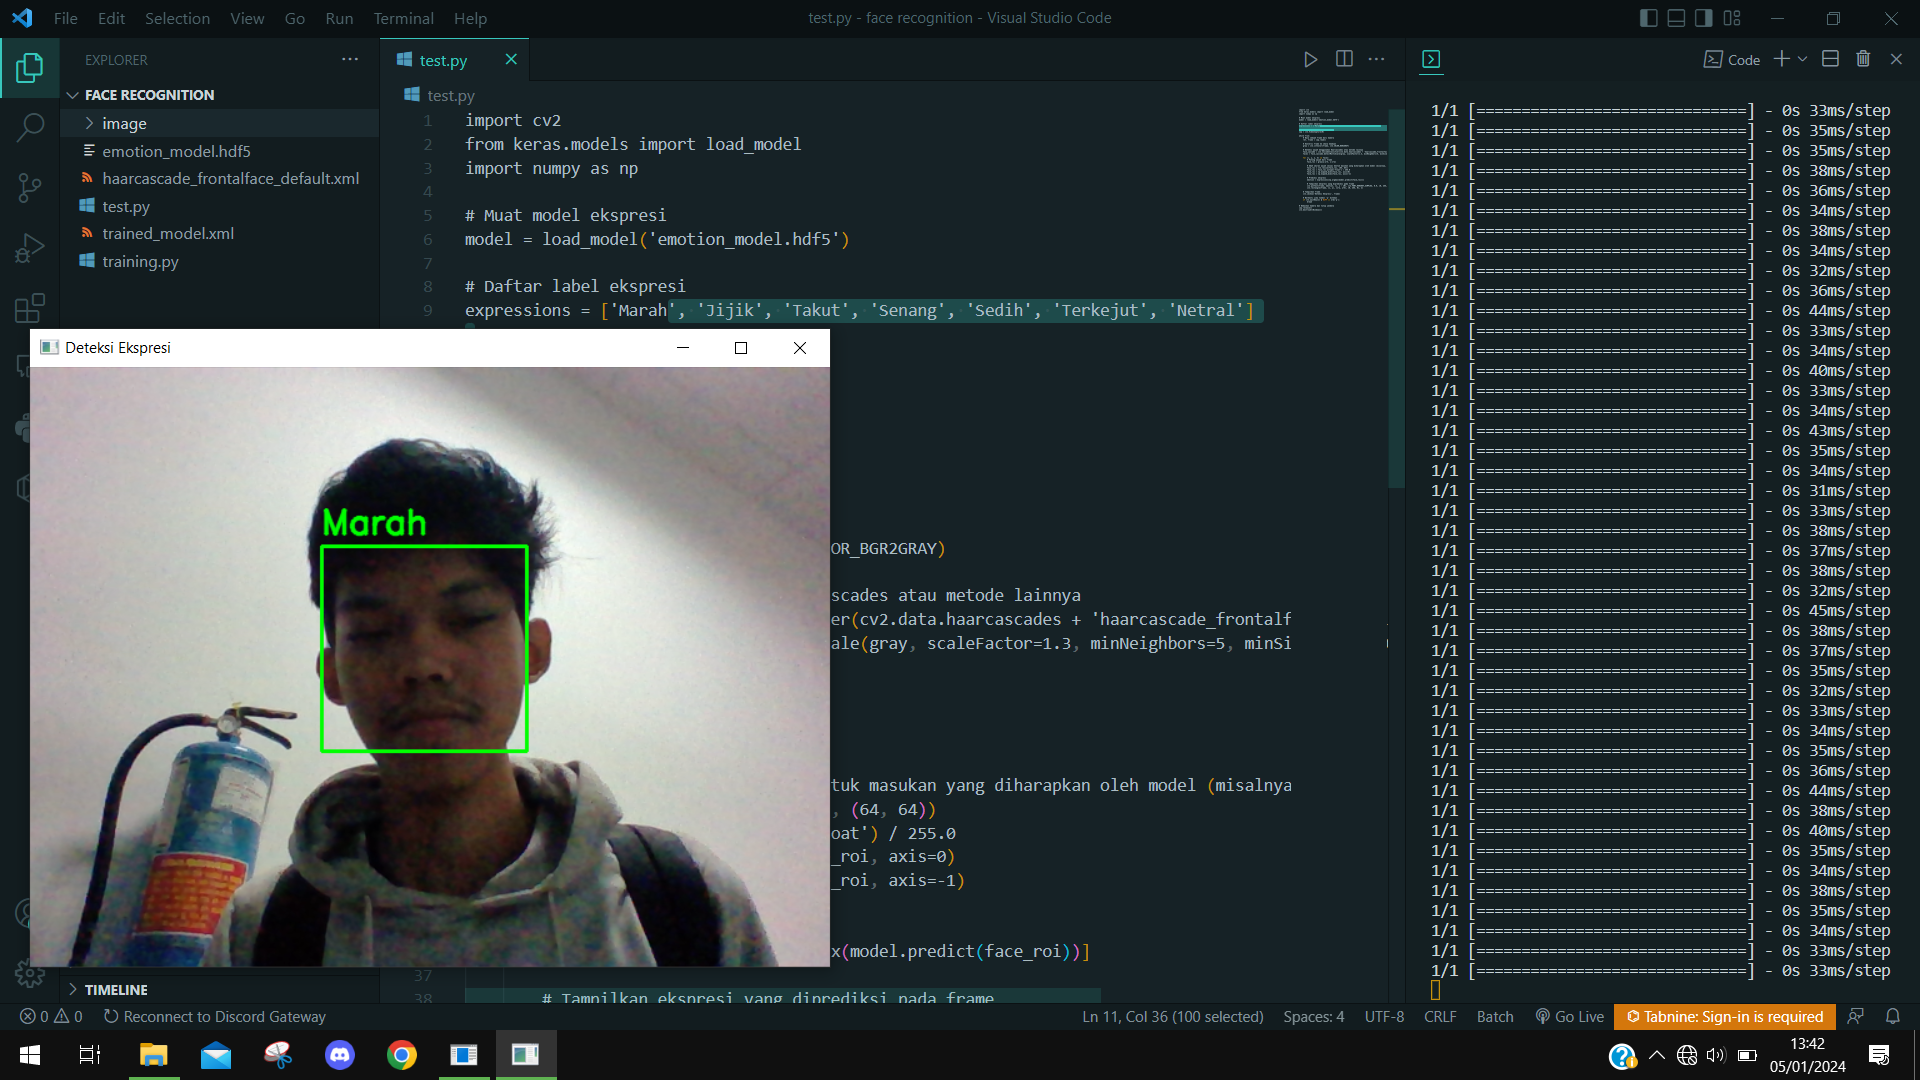 File Edit Selection View Go Run Terminal Help
test.py - face recognition - Visual Studio Code
EXPLORER
FACE RECOGNITION
image
emotion_model.hdf5
haarcascade_frontalface_default.xml
test.py
trained_model.xml
training.py
TIMELINE
test.py
test.py
1 import cv2
2 from keras.models import load_model
3 import numpy as np
4
5 # Muat model ekspresi
6 model = load_model('emotion_model.hdf5')
7
8 # Daftar label ekspresi
9 expressions = ['Marah', 'Jijik', 'Takut', 'Senang', 'Sedih', 'Terkejut', 'Netral']
OR_BGR2GRAY)
scades atau metode lainnya
er(cv2.data.haarcascades + 'haarcascade_frontalf
ale(gray, scaleFactor=1.3, minNeighbors=5, minSi
tuk masukan yang diharapkan oleh model (misalnya
, (64, 64))
oat') / 255.0
_roi, axis=0)
_roi, axis=-1)
x(model.predict(face_roi))]
37
38 # Tampilkan ekspresi yang diprediksi pada frame
Deteksi Ekspresi
Marah
Code
1/1 [==============================] - 0s 33ms/step
1/1 [==============================] - 0s 35ms/step
1/1 [==============================] - 0s 35ms/step
1/1 [==============================] - 0s 38ms/step
1/1 [==============================] - 0s 36ms/step
1/1 [==============================] - 0s 34ms/step
1/1 [==============================] - 0s 38ms/step
1/1 [==============================] - 0s 34ms/step
1/1 [==============================] - 0s 32ms/step
1/1 [==============================] - 0s 36ms/step
1/1 [==============================] - 0s 44ms/step
1/1 [==============================] - 0s 33ms/step
1/1 [==============================] - 0s 34ms/step
1/1 [==============================] - 0s 40ms/step
1/1 [==============================] - 0s 33ms/step
1/1 [==============================] - 0s 34ms/step
1/1 [==============================] - 0s 43ms/step
1/1 [==============================] - 0s 35ms/step
1/1 [==============================] - 0s 34ms/step
1/1 [==============================] - 0s 31ms/step
1/1 [==============================] - 0s 33ms/step
1/1 [==============================] - 0s 38ms/step
1/1 [==============================] - 0s 37ms/step
1/1 [==============================] - 0s 38ms/step
1/1 [==============================] - 0s 32ms/step
1/1 [==============================] - 0s 45ms/step
1/1 [==============================] - 0s 38ms/step
1/1 [==============================] - 0s 37ms/step
1/1 [==============================] - 0s 35ms/step
1/1 [==============================] - 0s 32ms/step
1/1 [==============================] - 0s 33ms/step
1/1 [==============================] - 0s 34ms/step
1/1 [==============================] - 0s 35ms/step
1/1 [==============================] - 0s 36ms/step
1/1 [==============================] - 0s 44ms/step
1/1 [==============================] - 0s 38ms/step
1/1 [==============================] - 0s 40ms/step
1/1 [==============================] - 0s 35ms/step
1/1 [==============================] - 0s 34ms/step
1/1 [==============================] - 0s 38ms/step
1/1 [==============================] - 0s 35ms/step
1/1 [==============================] - 0s 34ms/step
1/1 [==============================] - 0s 33ms/step
1/1 [==============================] - 0s 33ms/step
0 0 Reconnect to Discord Gateway
Ln 11, Col 36 (100 selected) Spaces: 4 UTF-8 CRLF Batch Go Live Tabnine: Sign-in is required
13:42
05/01/2024